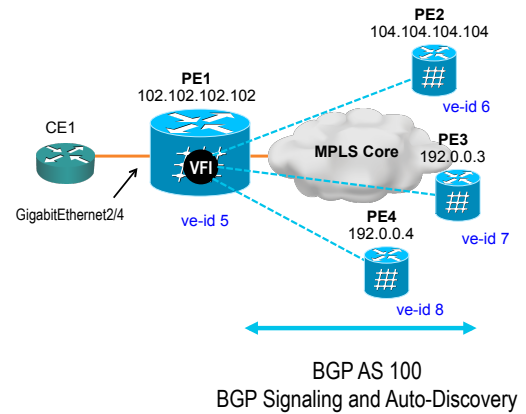 PE2
104.104.104.104
PE1
102.102.102.102
ve-id 6
CE1
MPLS Core
PE3
192.0.0.3
VFI
GigabitEthernet2/4
ve-id 5
PE4
192.0.0.4
ve-id 7
ve-id 8
BGP AS 100
BGP Signaling and Auto-Discovery